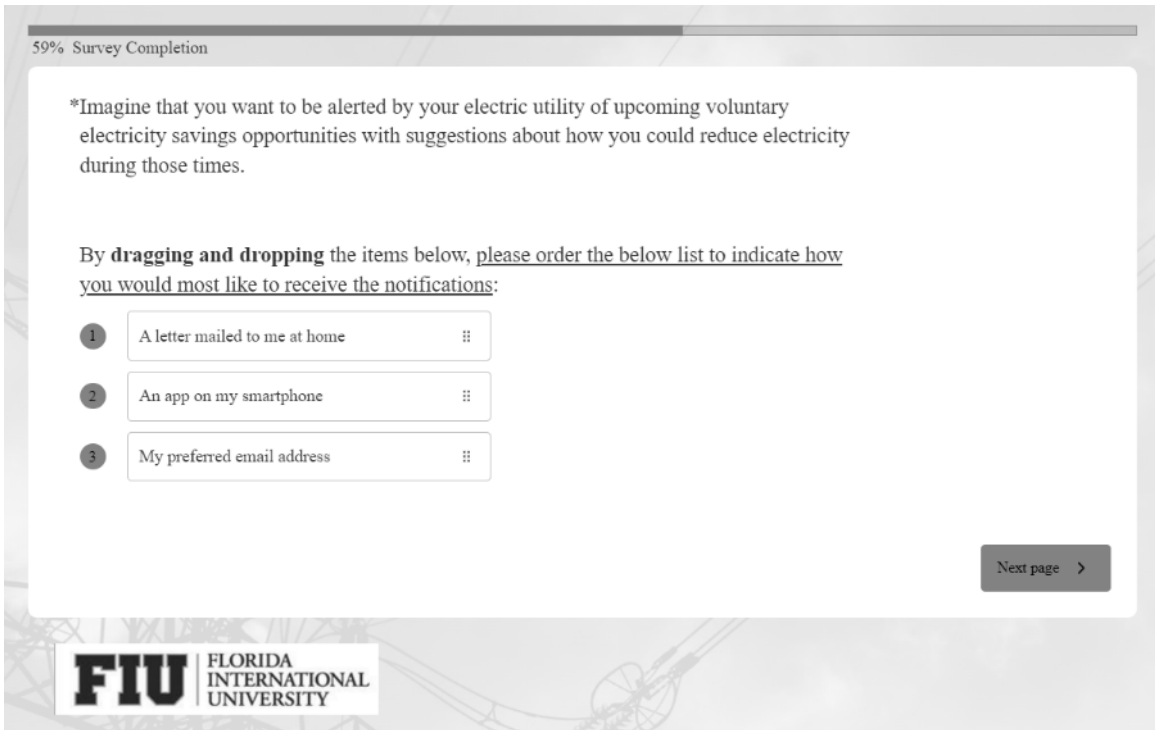 59% Survey Completion
*Imagine that you want to be alerted by your electric utility of upcoming voluntary
electricity savings opportunities with suggestions about how you could reduce electricity
during those times.
By dragging and dropping the items below, please order the below list to indicate how
you would most like to receive the notifications:
1 A letter mailed to me at home
2 An app on my smartphone
3 My preferred email address
Next page
FIU
FLORIDA
INTERNATIONAL
UNIVERSITY